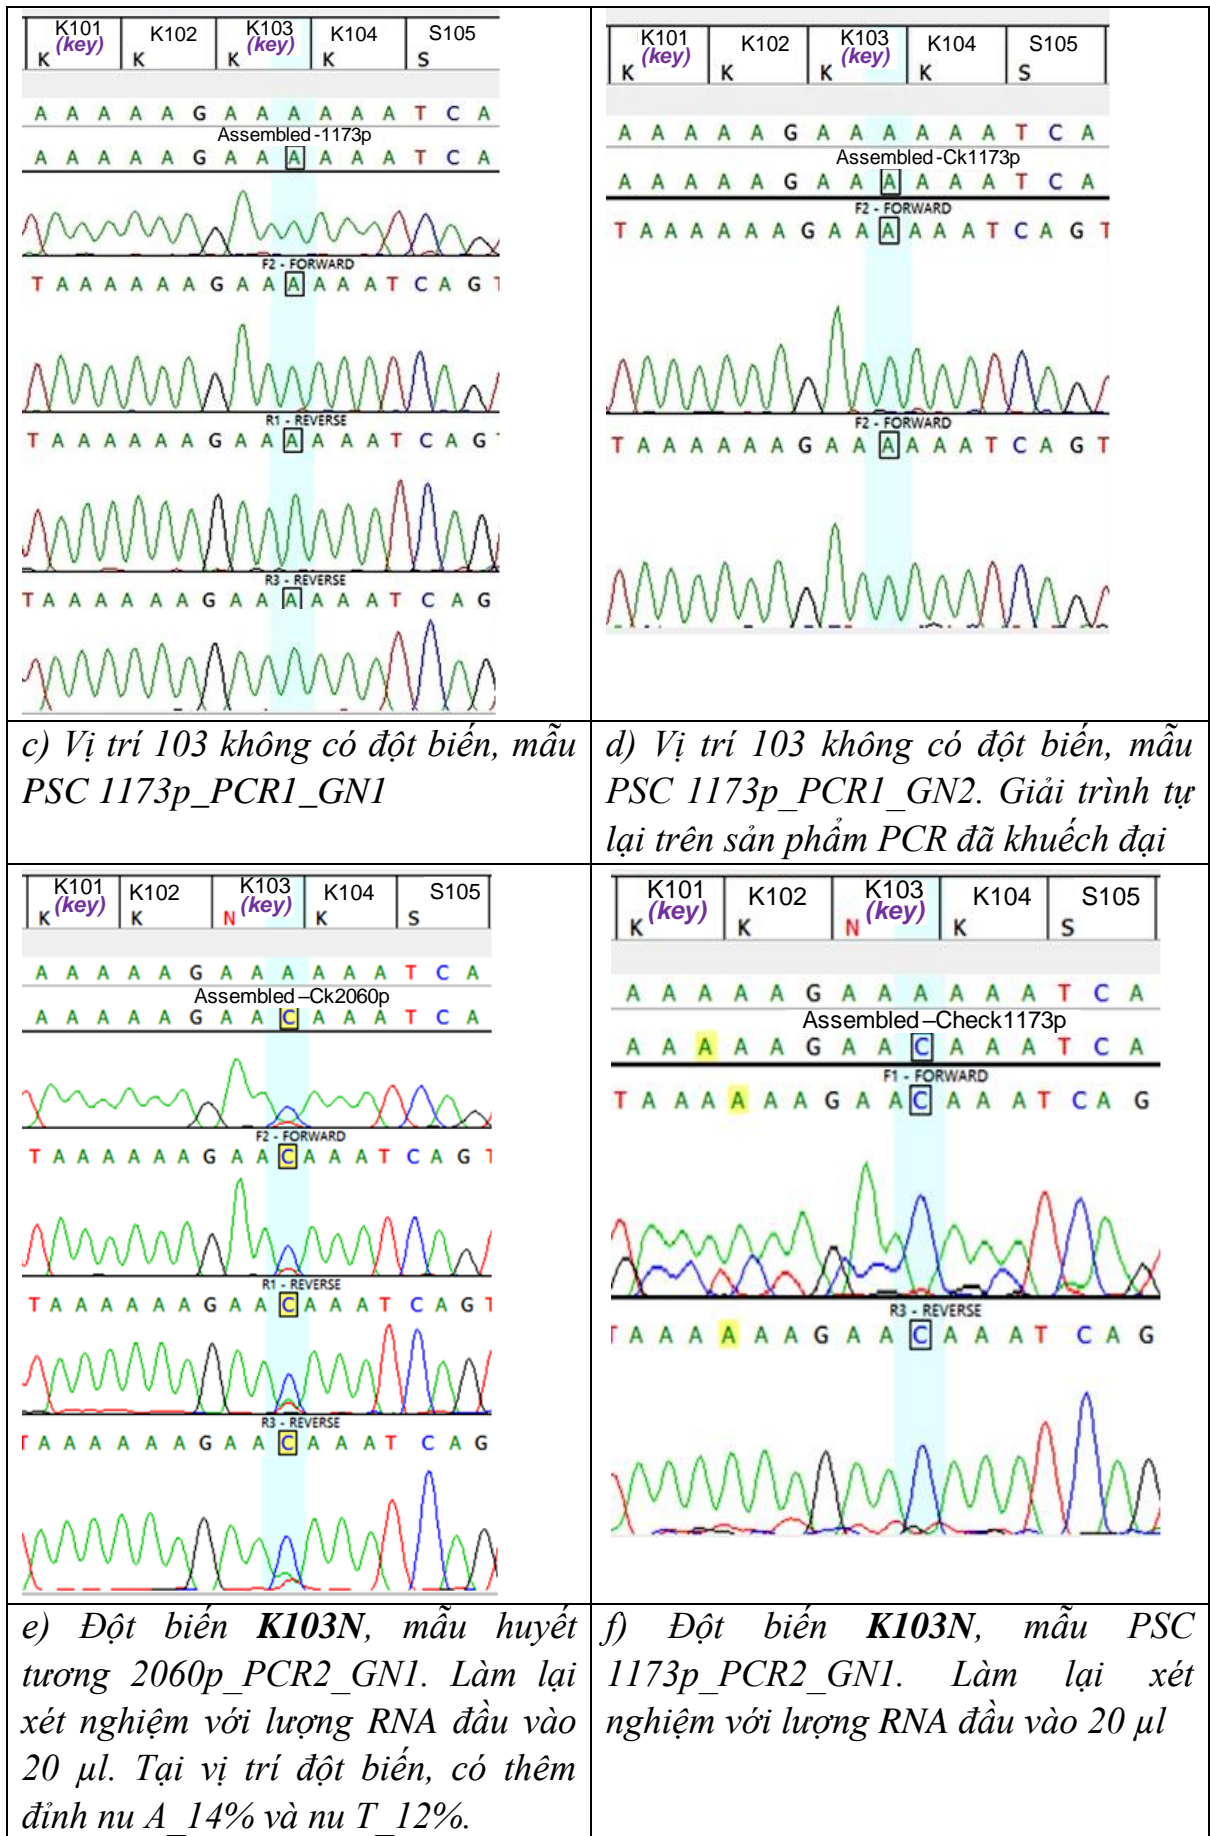 K101 K102 K103 K104 S105
(key) (key)
K K K K S
A A A A A G A A A A A A T C A
Assembled -1173p
A A A A A G A A A A A A T C A
F2 - FORWARD
T A A A A A A G A A A A A A T C A G T
R1 - REVERSE
T A A A A A A G A A A A A A T C A G T
R3 - REVERSE
T A A A A A A G A A A A A A T C A G
K101 K102 K103 K104 S105
(key) (key)
K K K K S
A A A A A G A A A A A A T C A
Assembled -Ck1173p
A A A A A G A A A A A A T C A
F2 - FORWARD
T A A A A A A G A A A A A A T C A G T
F2 - FORWARD
T A A A A A A G A A A A A A T C A G T
c) Vị trí 103 không có đột biến, mẫu
PSC 1173p_PCR1_GN1
d) Vị trí 103 không có đột biến, mẫu
PSC 1173p_PCR1_GN2. Giải trình tự
lại trên sản phẩm PCR đã khuếch đại
K101 K102 K103 K104 S105
(key) (key)
K K N K S
A A A A A G A A A A A A T C A
Assembled –Ck2060p
A A A A A G A A C A A A T C A
F2 - FORWARD
T A A A A A A G A A C A A A T C A G T
R1 - REVERSE
T A A A A A A G A A C A A A T C A G T
R3 - REVERSE
T A A A A A A G A A C A A A T C A G
K101 K102 K103 K104 S105
(key) (key)
K K N K S
A A A A A G A A A A A A T C A
Assembled –Check1173p
A A A A A G A A C A A A T C A
F1 - FORWARD
T A A A A A A G A A C A A A T C A G
R3 - REVERSE
T A A A A A A G A A C A A A T C A G
e) Đột biến K103N, mẫu huyết
tương 2060p_PCR2_GN1. Làm lại
xét nghiệm với lượng RNA đầu vào
20 µl. Tại vị trí đột biến, có thêm
đỉnh nu A_14% và nu T_12%.
f) Đột biến K103N, mẫu PSC
1173p_PCR2_GN1. Làm lại xét
nghiệm với lượng RNA đầu vào 20 µl